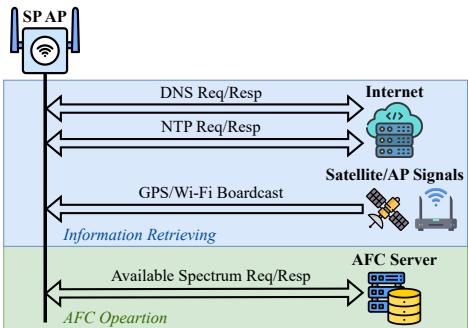 SP AP
DNS Req/Resp
Internet
NTP Req/Resp
Satellite/AP Signals
GPS/Wi-Fi Boardcast
Information Retrieving
AFC Server
Available Spectrum Req/Resp
AFC Opeartion